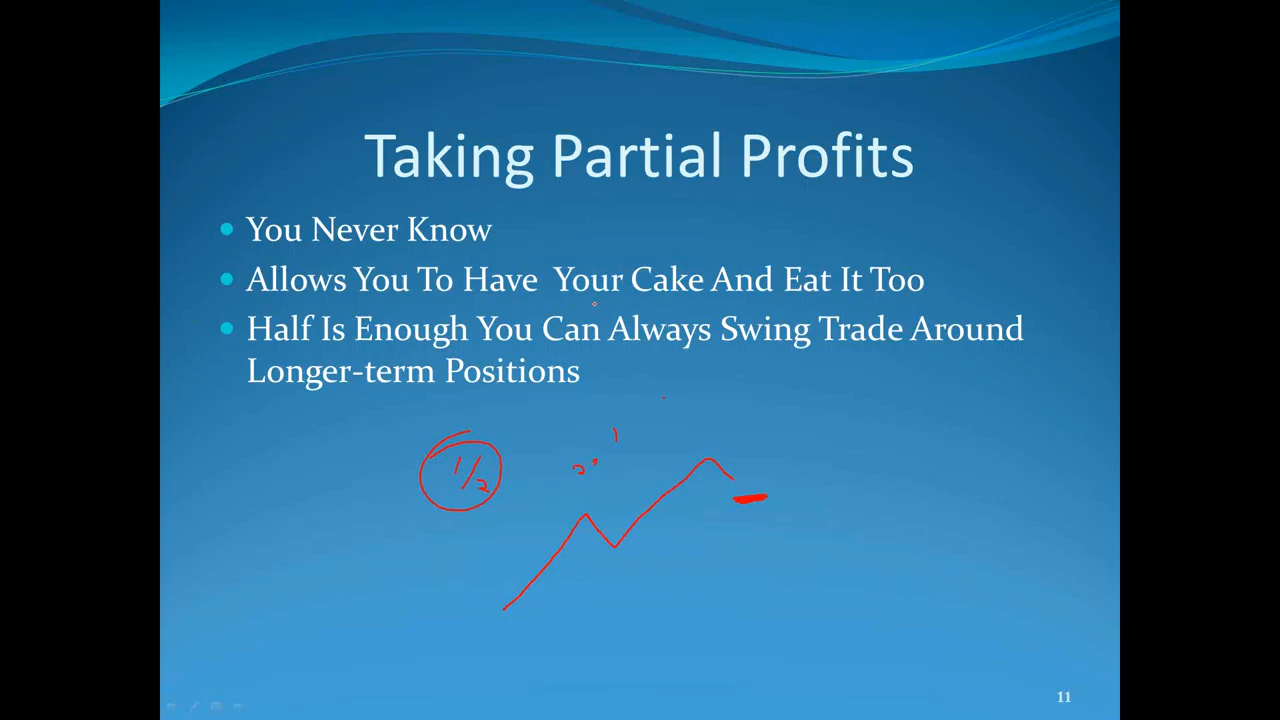 Taking Partial Profits
You Never Know
Allows You To Have  Your Cake And Eat It Too
Half Is Enough You Can Always Swing Trade Around
Longer-term Positions
1/2
11